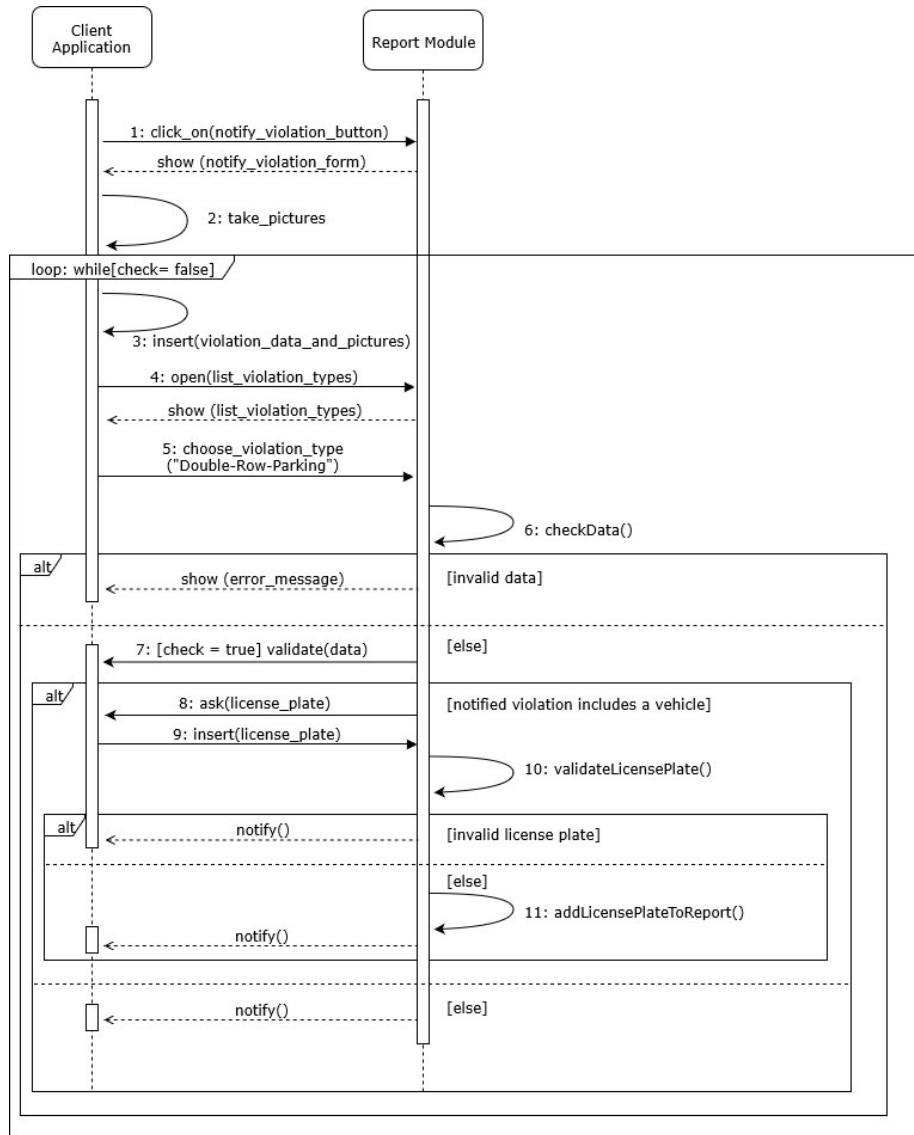 Client
Application
Report Module
1: click_on(notify_violation_button)
show (notify_violation_form)
2: take_pictures
loop: while[check= false]
3: insert(violation_data_and_pictures)
4: open(list_violation_types)
show (list_violation_types)
5: choose_violation_type
("Double-Row-Parking")
6: checkData()
alt
show (error_message)
[invalid data]
7: [check = true] validate(data)
[else]
alt
8: ask(license_plate)
[notified violation includes a vehicle]
9: insert(license_plate)
10: validateLicensePlate()
alt
notify()
[invalid license plate]
[else]
11: addLicensePlateToReport()
notify()
notify()
[else]